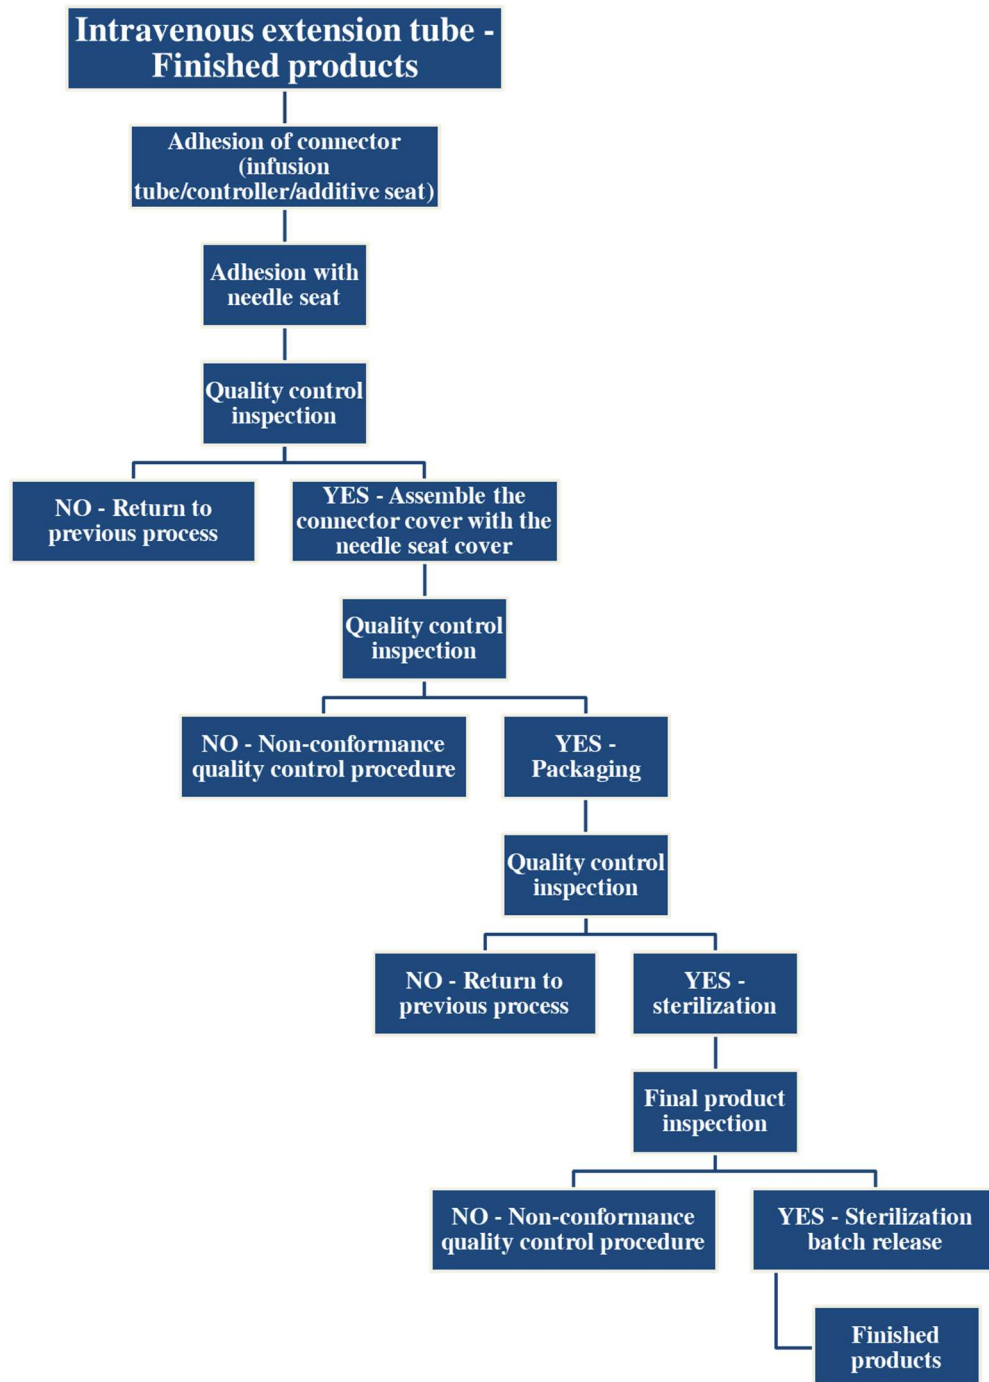 Intravenous extension tube -
Finished products
Adhesion of connector
(infusion
tube/controller/additive seat)
Adhesion with
needle seat
Quality control
inspection
NO - Return to
previous process
YES - Assemble the
connector cover with the
needle seat cover
Quality control
inspection
NO - Non-conformance
quality control procedure
YES -
Packaging
Quality control
inspection
NO - Return to
previous process
YES -
sterilization
Final product
inspection
NO - Non-conformance
quality control procedure
YES - Sterilization
batch release
Finished
products